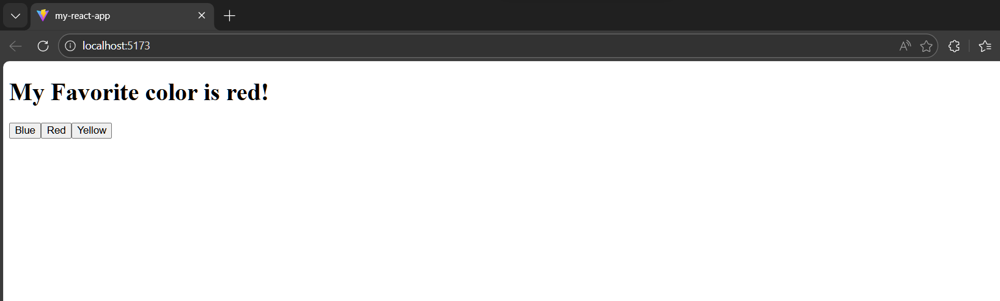 my-react-app
localhost:5173
My Favorite color is red!
Blue Red Yellow